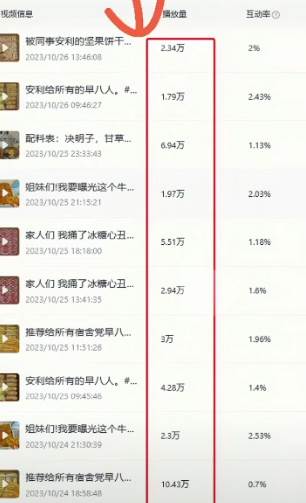 视频信息 播放量 互动率
被同事安利的坚果饼干... 2.34万 2%
2023/10/26 13:46:08
安利给所有的早八人。#... 1.79万 2.43%
2023/10/26 09:46:27
配料表：决明子，甘草... 6.94万 1.13%
2023/10/25 23:33:43
姐妹们!我要曝光这个牛... 1.97万 2.03%
2023/10/25 21:15:21
家人们 我痛了冰糖心丑... 5.51万 1.18%
2023/10/25 18:18:00
家人们 我痛了冰糖心丑... 2.94万 1.6%
2023/10/25 13:41:35
推荐给所有宿舍党早八... 3万 1.96%
2023/10/25 11:51:26
安利给所有的早八人。#... 4.28万 1.4%
2023/10/25 09:45:46
姐妹们!我要曝光这个牛... 2.3万 2.53%
2023/10/24 21:30:39
推荐给所有宿舍党早八... 10.43万 0.7%
2023/10/24 18:58:48